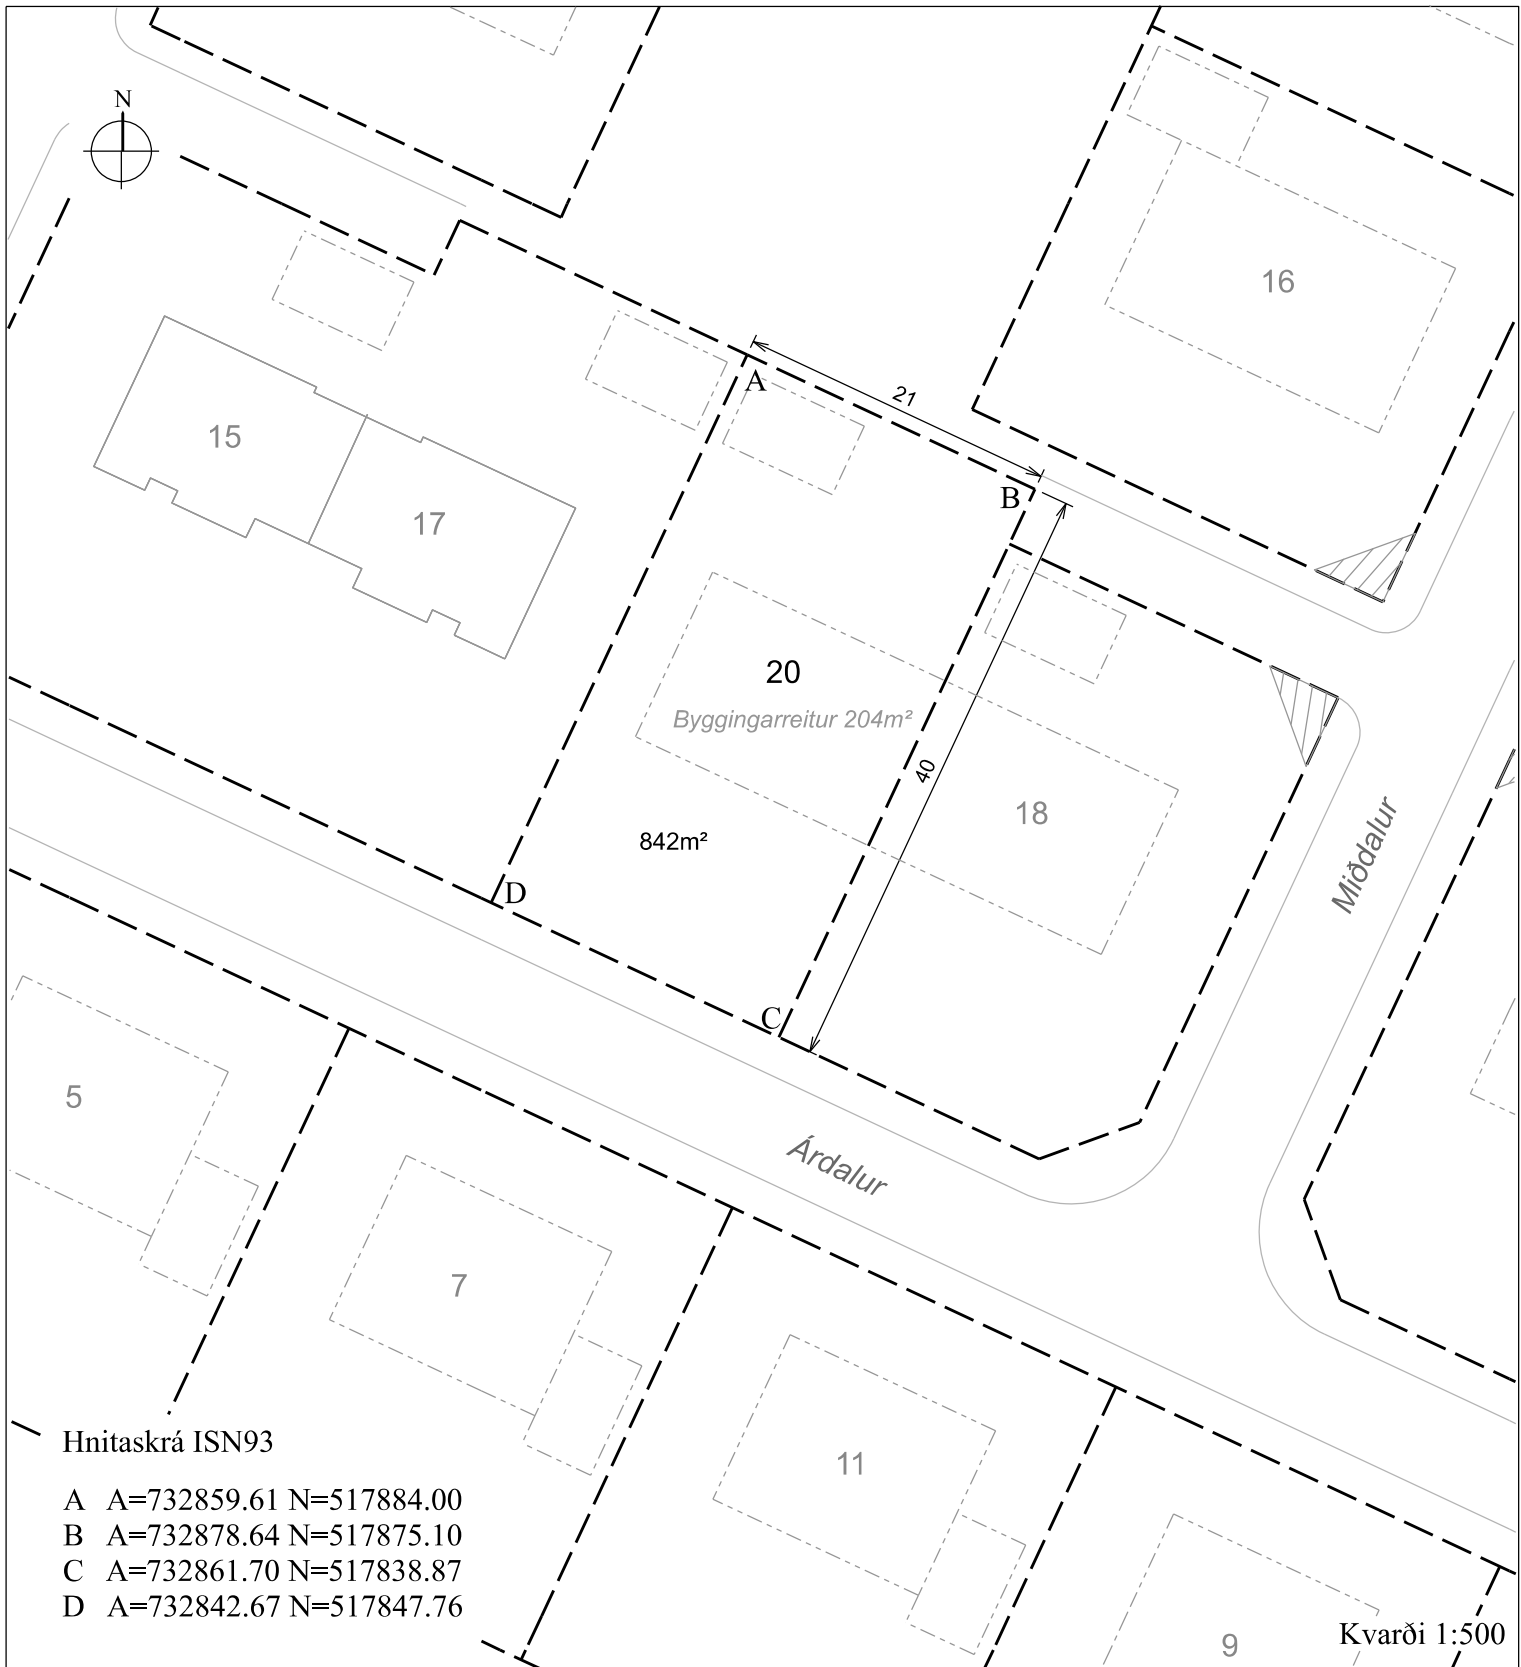 N
16
A
21
15
B
17
20
Byggingarreitur 204m²
40
18
842m²
Miðdalur
D
C
5
Árdalur
7
11
Hnitaskrá ISN93
A A=732859.61 N=517884.00
B A=732878.64 N=517875.10
C A=732861.70 N=517838.87
D A=732842.67 N=517847.76
9
Kvarði 1:500